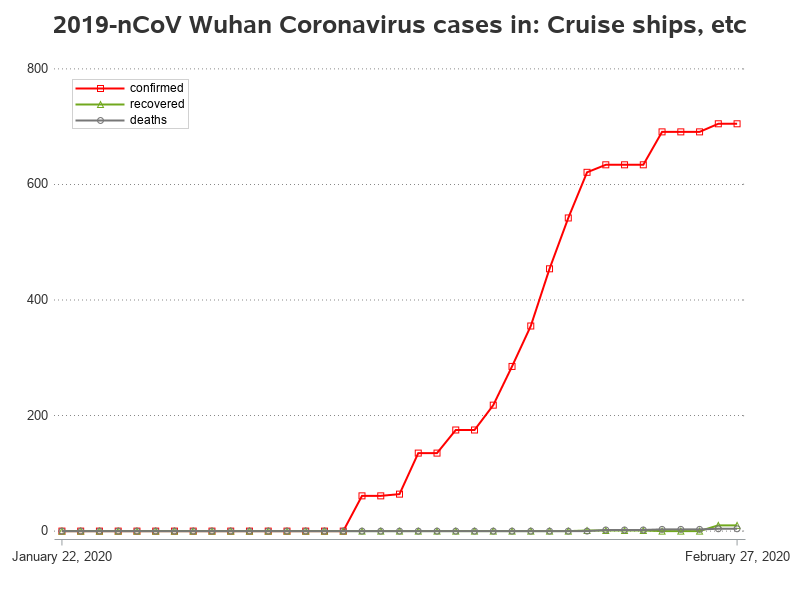 2019-nCoV Wuhan Coronavirus cases in: Cruise ships, etc
800
confirmed
recovered
deaths
600
400
200
0
January 22, 2020
February 27, 2020